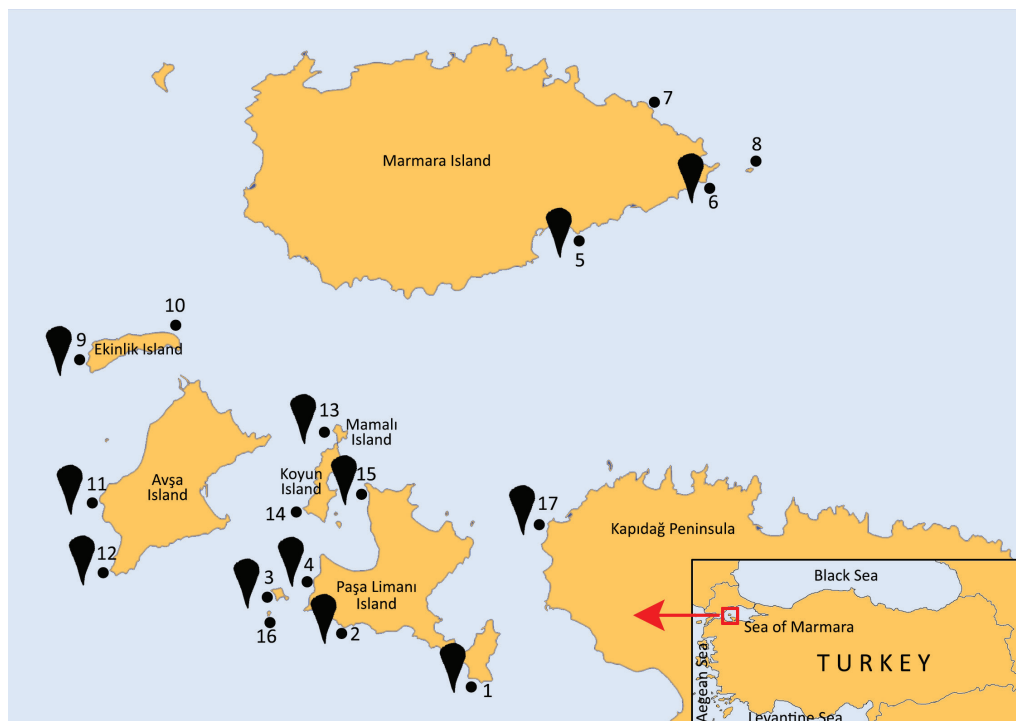 7
8
Marmara Island
6
5
10
9
Ekinlik Island
13
Mamalı
Island
15
Koyun
Island
Avşa
Island
11
14
17
Kapıdağ Peninsula
12
3
4
Paşa Limanı
Island
16
2
1
Black Sea
Sea of Marmara
TURKEY
Aegean Sea
Levantine Sea